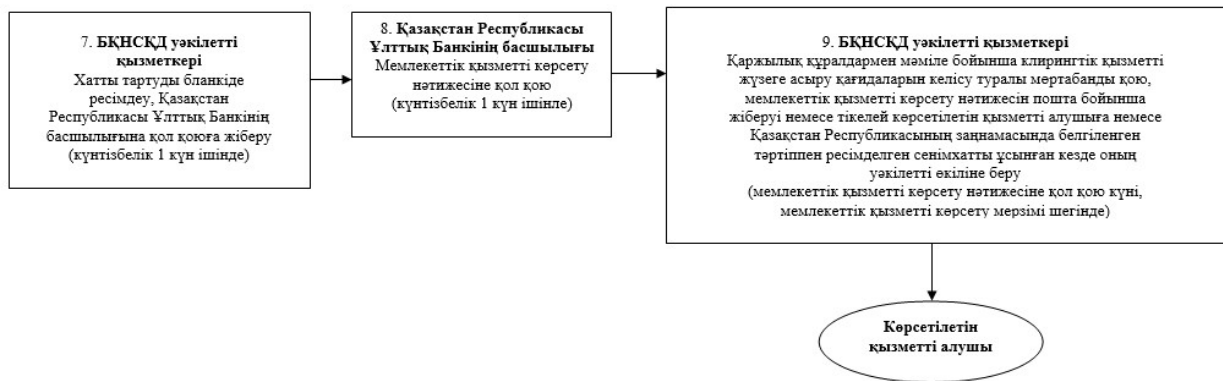 7. БҚНСҚД уәкілетті
қызметкері
Хатты тартуды бланкіде
ресімдеу, Қазақстан
Республикасы Ұлттық Банкінің
басшылығына қол қоюға жіберу
(күнтізбелік 1 күн ішінде)
8. Қазақстан Республикасы
Ұлттық Банкінің басшылығы
Мемлекеттік қызметті көрсету
нәтижесіне қол қою
(күнтізбелік 1 күн ішінле)
9. БҚНСҚД уәкілетті қызметкері
Қаржылық құралдармен мәміле бойынша клирингтік қызметті
жүзеге асыру қағидаларын келісу туралы мөртабанды қою,
мемлекеттік қызметті көрсету нәтижесін пошта бойынша
жіберуі немесе тікелей көрсетілетін қызметті алушыға немесе
Қазақстан Республикасының заңнамасында белгіленген
тәртіппен ресімделген сенімхатты ұсынған кезде оның
уәкілетті өкіліне беру
(мемлекеттік қызметті көрсету нәтижесіне қол қою күні,
мемлекеттік қызметті көрсету мерзімі шегінде)
Көрсетілетін
қызметті алушы